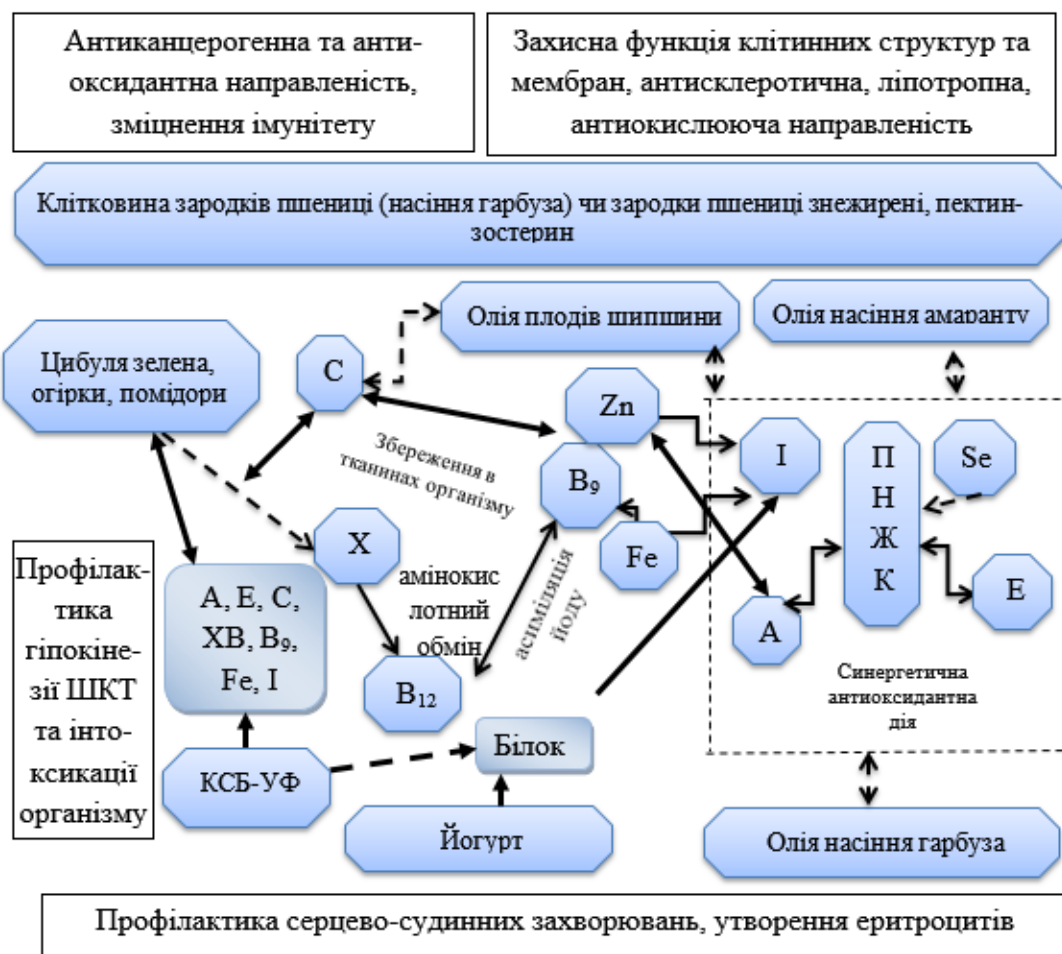 Антиканцерогенна та анти-
оксидантна направленість,
зміцнення імунітету
Захисна функція клітинних структур та
мембран, антисклеротична, ліпотропна,
антиокислююча направленість
Клітковина зародків пшениці (насіння гарбуза) чи зародки пшениці знежирені, пектин-
зостерин
Олія плодів шипшини
Олія насіння амаранту
Цибуля зелена,
огірки, помідори
C
Zn
Збереження в
тканинах організму
B₉
I
П
Н
Ж
К
Se
X
Fe
амінокис
лотний
обмін
асиміляція
йоду
A
E
Профілак-
тика
гіпокіне-
зії ШКТ
та інто-
ксикації
організму
A, E, C,
XB, B₉,
Fe, I
B₁₂
Синергетична
антиоксидантна
дія
Білок
КСБ-УФ
Йогурт
Олія насіння гарбуза
Профілактика серцево-судинних захворювань, утворення еритроцитів